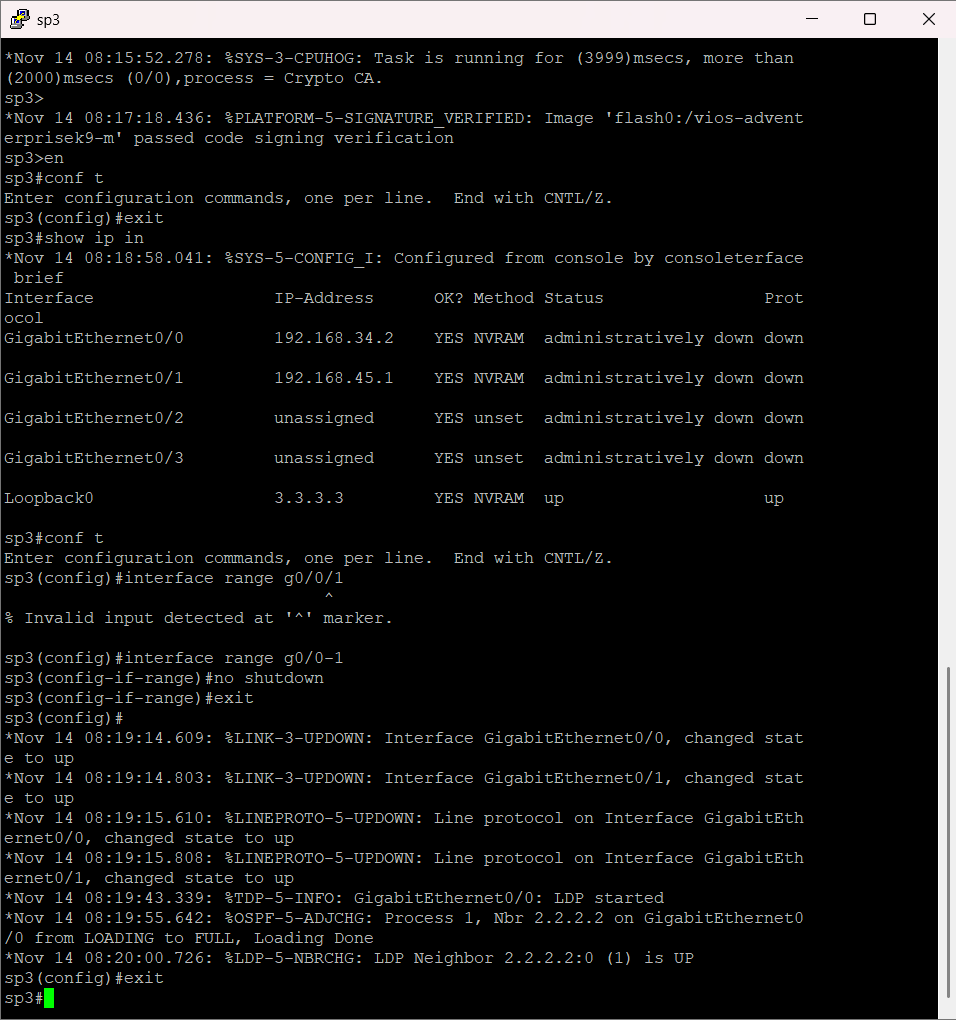 sp3
*Nov 14 08:15:52.278: %SYS-3-CPUHOG: Task is running for (3999)msecs, more than
(2000)msecs (0/0),process = Crypto CA.
sp3>
*Nov 14 08:17:18.436: %PLATFORM-5-SIGNATURE_VERIFIED: Image 'flash0:/vios-advent
erprisek9-m' passed code signing verification
sp3>en
sp3#conf t
Enter configuration commands, one per line.  End with CNTL/Z.
sp3(config)#exit
sp3#show ip in
*Nov 14 08:18:58.041: %SYS-5-CONFIG_I: Configured from console by consoleterface
 brief
Interface                  IP-Address      OK? Method Status                Prot
ocol
GigabitEthernet0/0         192.168.34.2    YES NVRAM  administratively down down
GigabitEthernet0/1         192.168.45.1    YES NVRAM  administratively down down
GigabitEthernet0/2         unassigned      YES unset  administratively down down
GigabitEthernet0/3         unassigned      YES unset  administratively down down
Loopback0                  3.3.3.3         YES NVRAM  up                    up
sp3#conf t
Enter configuration commands, one per line.  End with CNTL/Z.
sp3(config)#interface range g0/0/1
                                ^
% Invalid input detected at '^' marker.
sp3(config)#interface range g0/0-1
sp3(config-if-range)#no shutdown
sp3(config-if-range)#exit
sp3(config)#
*Nov 14 08:19:14.609: %LINK-3-UPDOWN: Interface GigabitEthernet0/0, changed stat
e to up
*Nov 14 08:19:14.803: %LINK-3-UPDOWN: Interface GigabitEthernet0/1, changed stat
e to up
*Nov 14 08:19:15.610: %LINEPROTO-5-UPDOWN: Line protocol on Interface GigabitEth
ernet0/0, changed state to up
*Nov 14 08:19:15.808: %LINEPROTO-5-UPDOWN: Line protocol on Interface GigabitEth
ernet0/1, changed state to up
*Nov 14 08:19:43.339: %TDP-5-INFO: GigabitEthernet0/0: LDP started
*Nov 14 08:19:55.642: %OSPF-5-ADJCHG: Process 1, Nbr 2.2.2.2 on GigabitEthernet0
/0 from LOADING to FULL, Loading Done
*Nov 14 08:20:00.726: %LDP-5-NBRCHG: LDP Neighbor 2.2.2.2:0 (1) is UP
sp3(config)#exit
sp3#